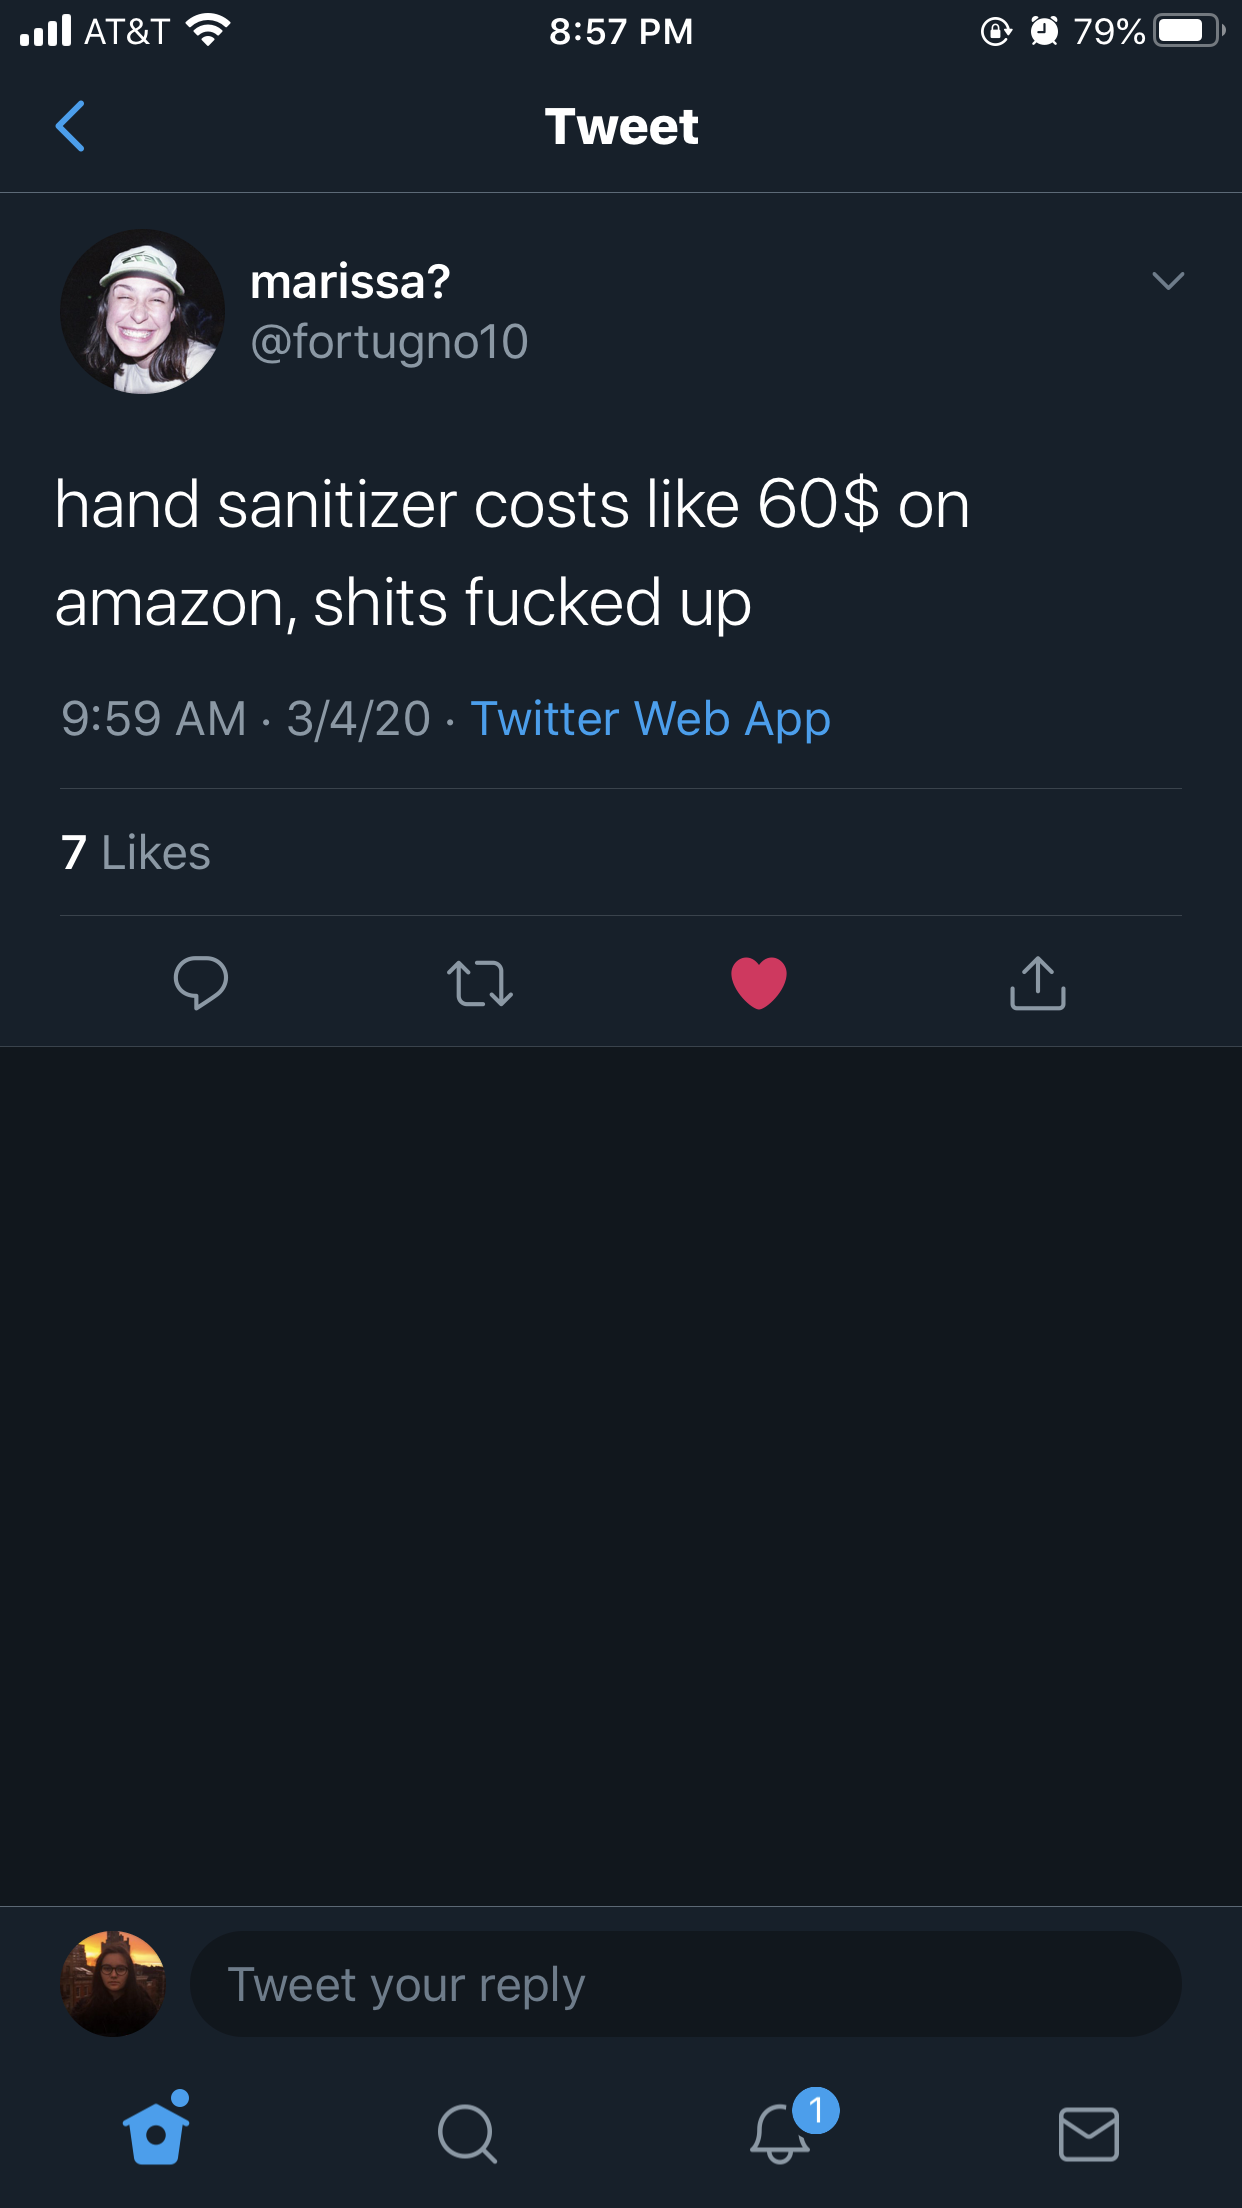 AT&T 8:57 PM 79%
Tweet
marissa?
@fortugno10
hand sanitizer costs like 60$ on
amazon, shits fucked up
9:59 AM · 3/4/20 · Twitter Web App
7 Likes
Tweet your reply
1